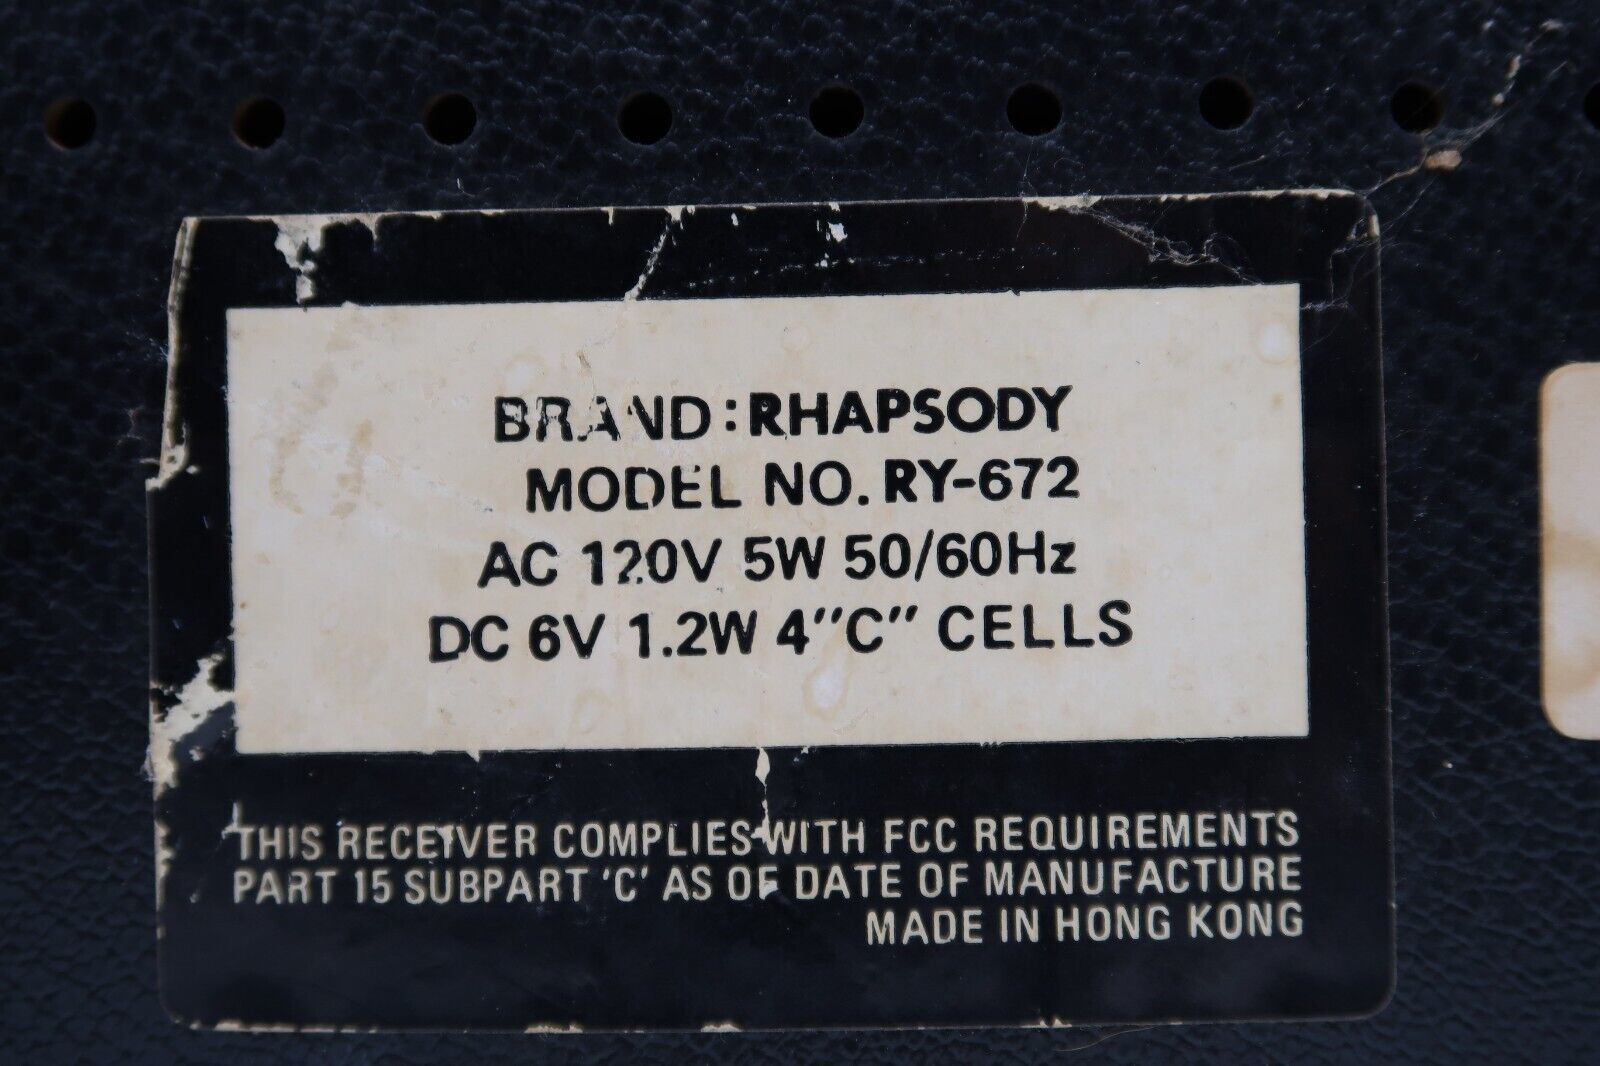 BRAND: RHAPSODY
MODEL NO. RY-672
AC 120V 5W 50/60Hz
DC 6V 1.2W 4"C" CELLS
THIS RECEIVER COMPLIES WITH FCC REQUIREMENTS
PART 15 SUBPART 'C' AS OF DATE OF MANUFACTURE
MADE IN HONG KONG